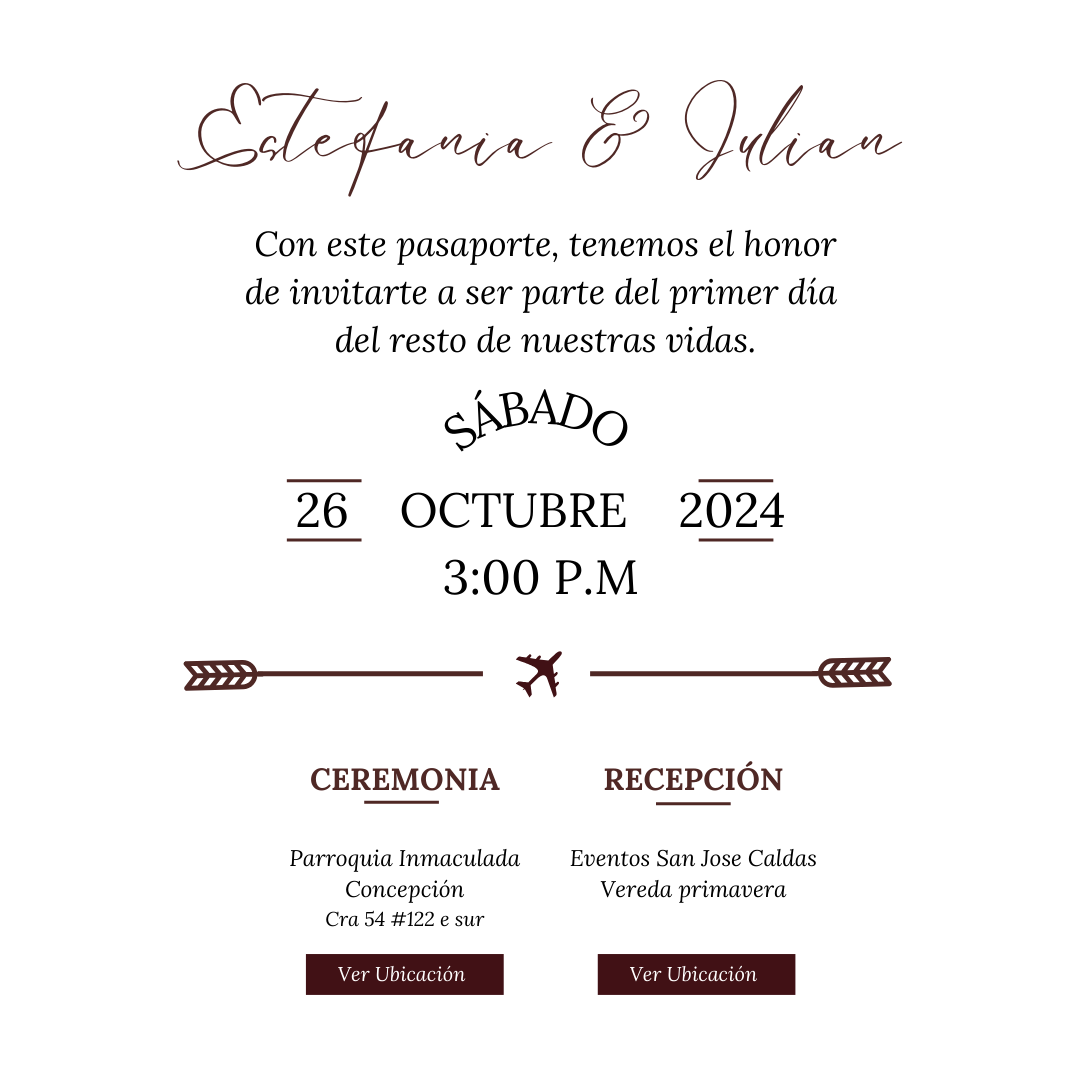 Estefania & Julian
Con este pasaporte, tenemos el honor
de invitarte a ser parte del primer día
del resto de nuestras vidas.
SÁBADO
26 OCTUBRE 2024
3:00 P.M
CEREMONIA
Parroquia Inmaculada
Concepción
Cra 54 #122 e sur
Ver Ubicación
RECEPCIÓN
Eventos San Jose Caldas
Vereda primavera
Ver Ubicación